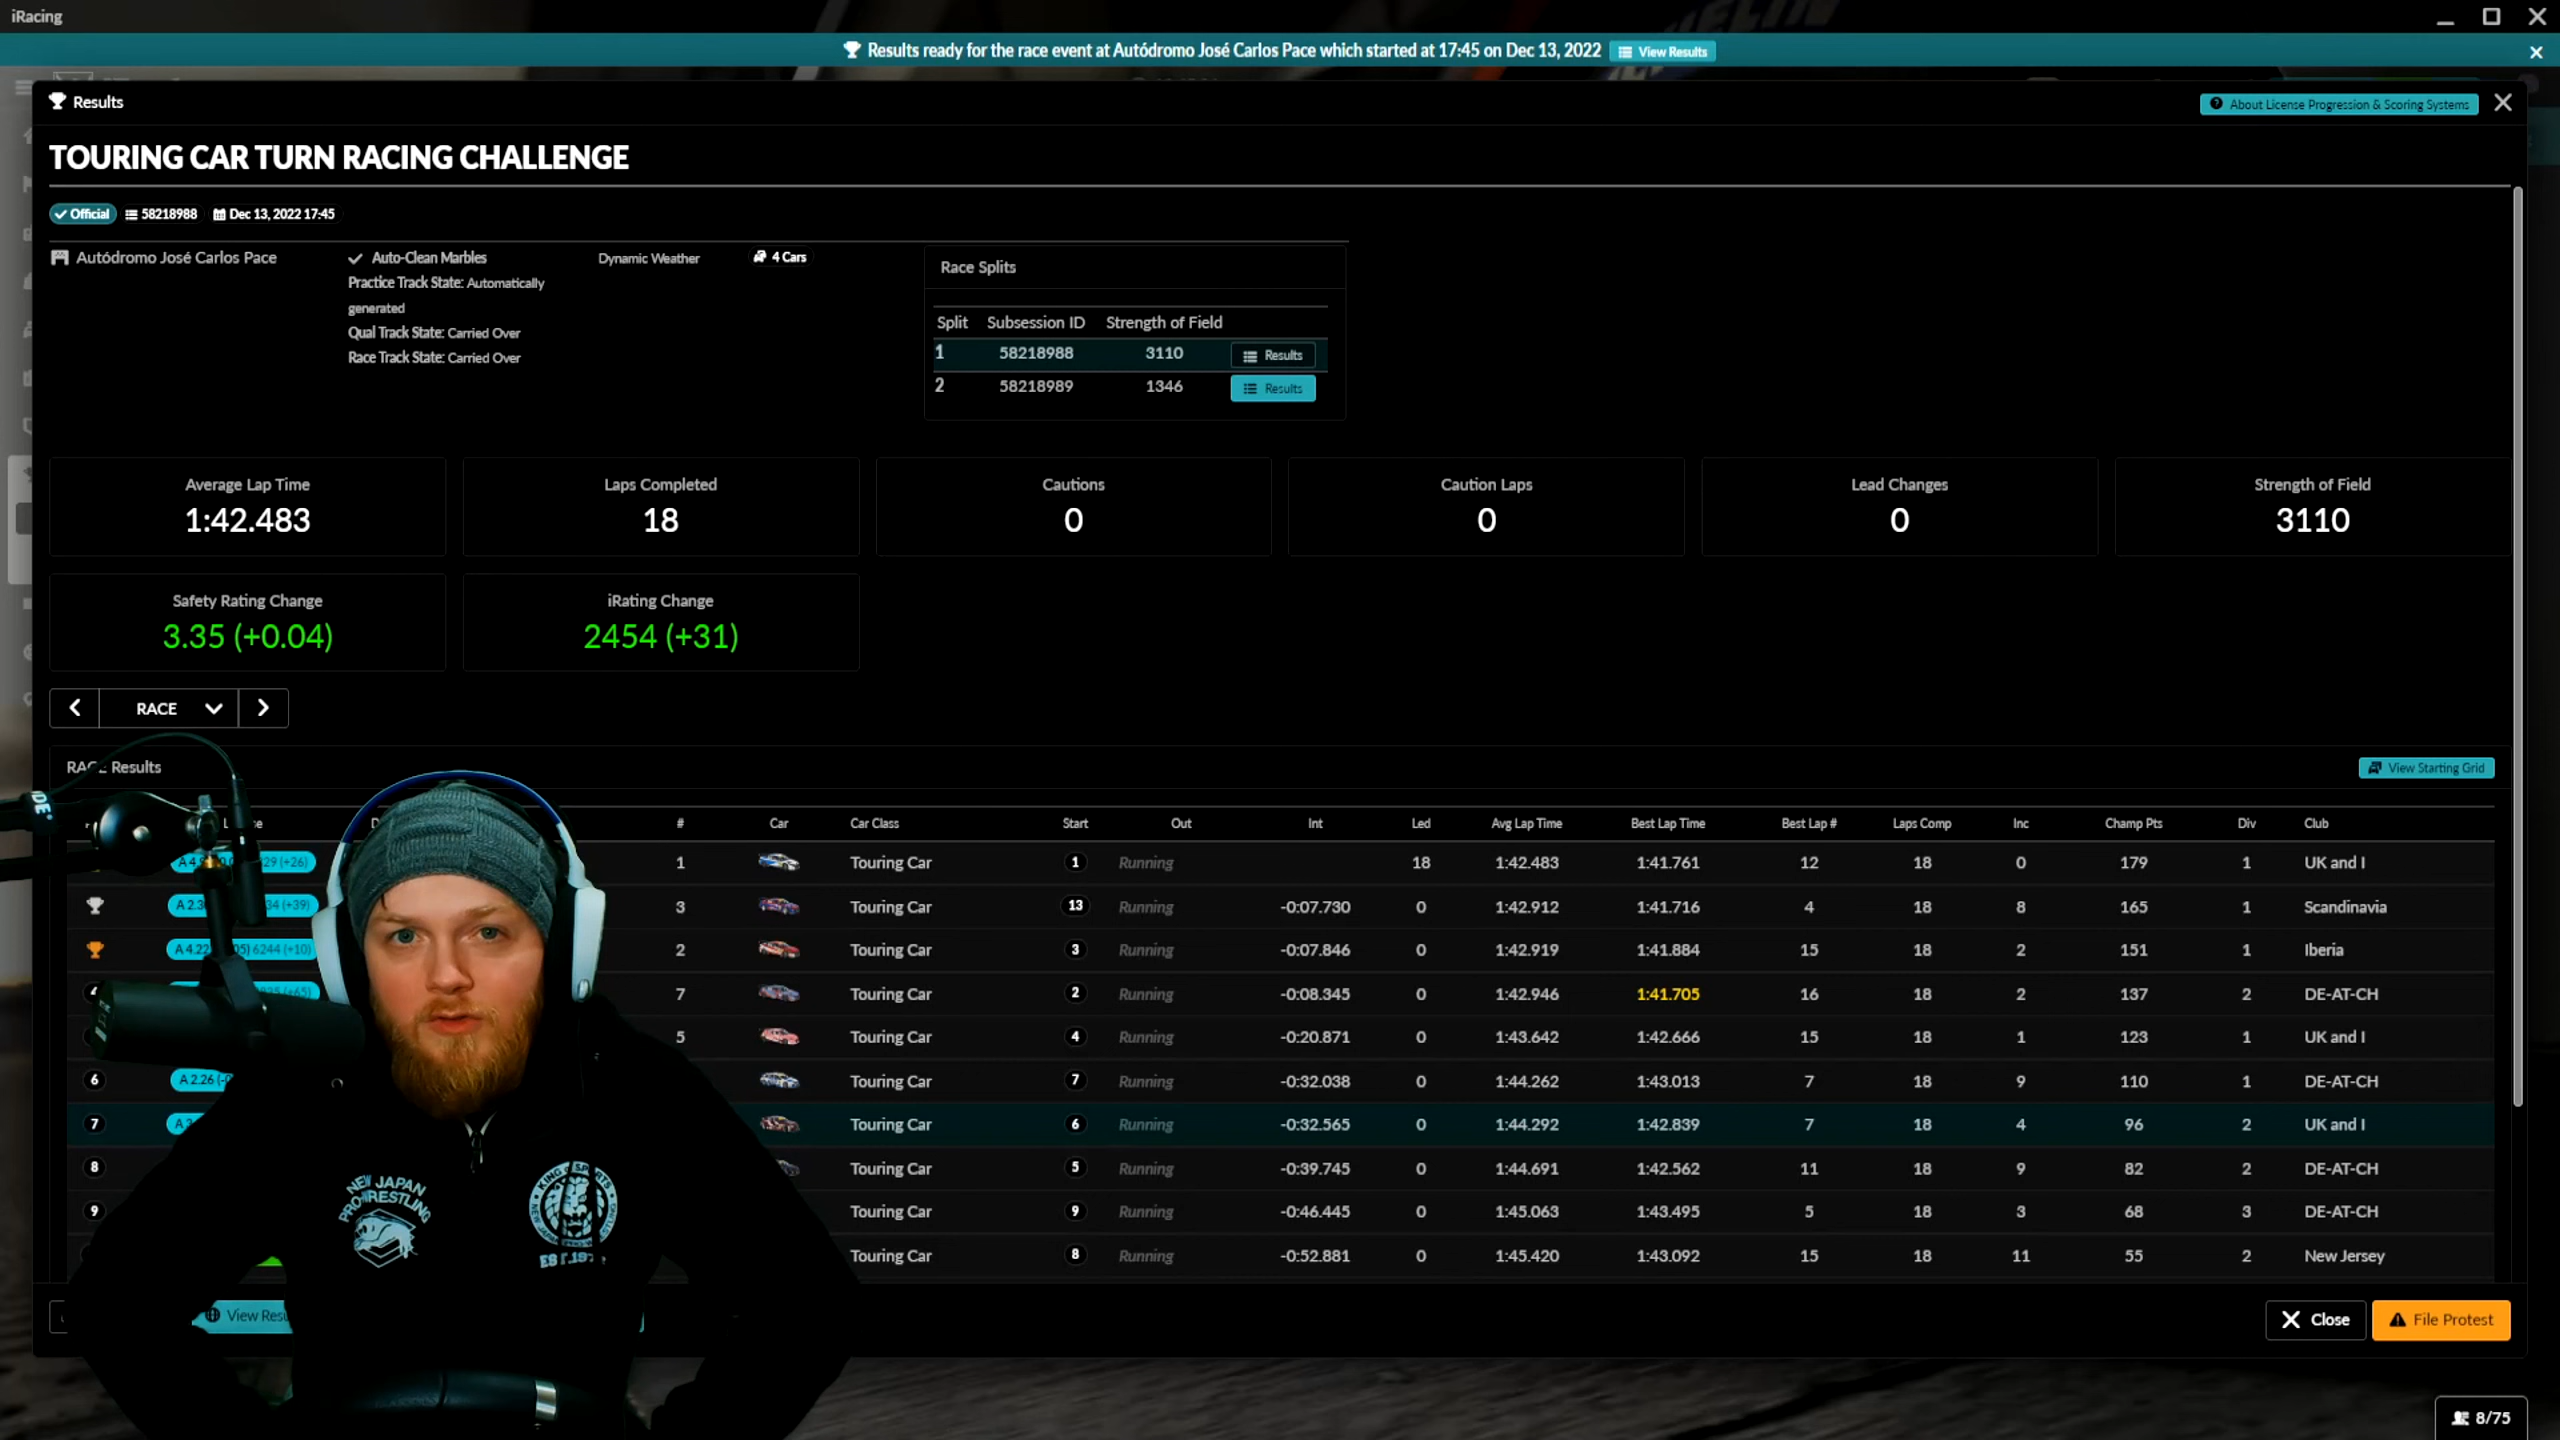 iRacing
Results ready for the race event at Autódromo José Carlos Pace which started at 17:45 on Dec 13, 2022 View Results
Results
About License Progression & Scoring Systems
TOURING CAR TURN RACING CHALLENGE
Official 58218988 Dec 13, 2022 17:45
Autódromo José Carlos Pace
Auto-Clean Marbles
Practice Track State: Automatically
generated
Qual Track State: Carried Over
Race Track State: Carried Over
Dynamic Weather
4 Cars
Race Splits
Split Subsession ID Strength of Field
1 58218988 3110 Results
2 58218989 1346 Results
Average Lap Time
1:42.483
Laps Completed
18
Cautions
0
Caution Laps
0
Lead Changes
0
Strength of Field
3110
Safety Rating Change
3.35 (+0.04)
iRating Change
2454 (+31)
RACE
Results
View Starting Grid
# Car Car Class Start Out Int Led Avg Lap Time Best Lap Time Best Lap # Laps Comp Inc Champ Pts Div Club
1 Touring Car 1 Running 18 1:42.483 1:41.761 12 18 0 179 1 UK and I
3 Touring Car 13 Running -0:07.730 0 1:42.912 1:41.716 4 18 8 165 1 Scandinavia
A 4.22 6244 (+10) 2 Touring Car 3 Running -0:07.846 0 1:42.919 1:41.884 15 18 2 151 1 Iberia
7 Touring Car 2 Running -0:08.345 0 1:42.946 1:41.705 16 18 2 137 2 DE-AT-CH
5 Touring Car 4 Running -0:20.871 0 1:43.642 1:42.666 15 18 1 123 1 UK and I
6 A 2.26 Touring Car 7 Running -0:32.038 0 1:44.262 1:43.013 7 18 9 110 1 DE-AT-CH
7 Touring Car 6 Running -0:32.565 0 1:44.292 1:42.839 7 18 4 96 2 UK and I
8 Touring Car 5 Running -0:39.745 0 1:44.691 1:42.562 11 18 9 82 2 DE-AT-CH
9 Touring Car 9 Running -0:46.445 0 1:45.063 1:43.495 5 18 3 68 3 DE-AT-CH
Touring Car 8 Running -0:52.881 0 1:45.420 1:43.092 15 18 11 55 2 New Jersey
NEW JAPAN
PRO-WRESTLING
KING OF SPORTS
View
Close
File Protest
8/75